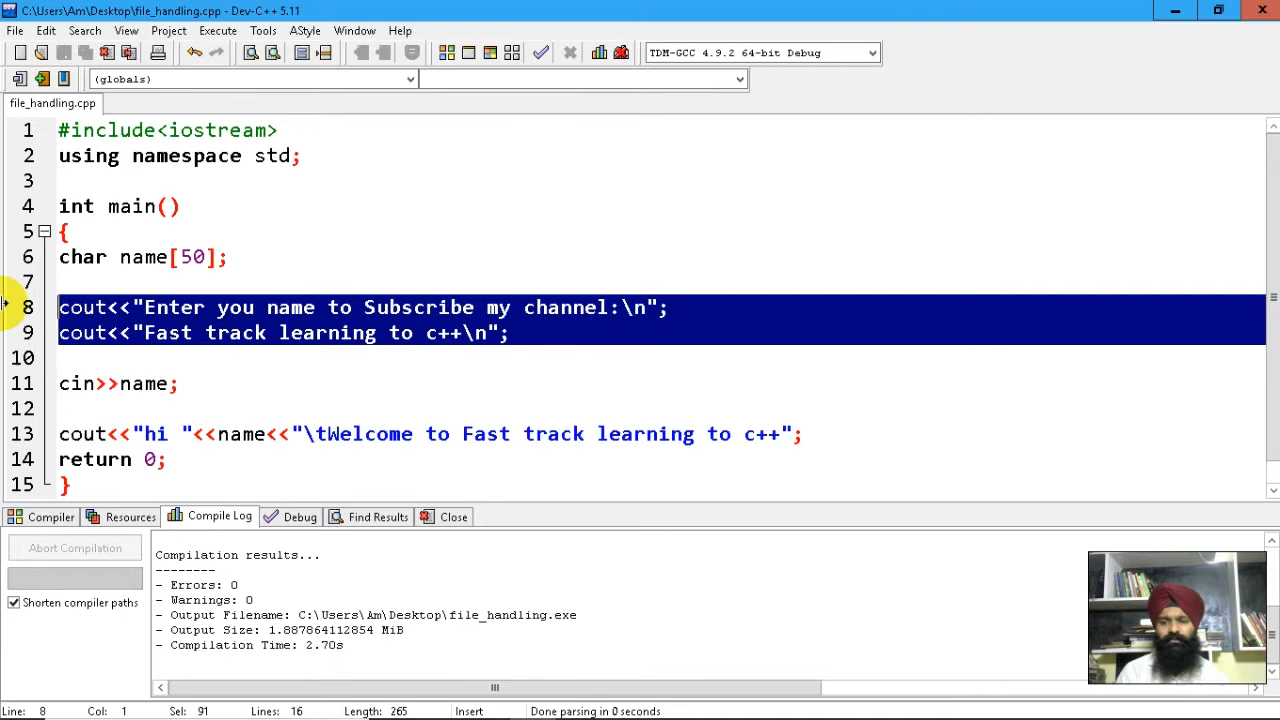 C:\Users\Am\Desktop\file_handling.cpp - Dev-C++ 5.11
File Edit Search View Project Execute Tools AStyle Window Help
TDM-GCC 4.9.2 64-bit Debug
(globals)
file_handling.cpp
1 #include<iostream>
2 using namespace std;
3
4 int main()
5 {
6 char name[50];
7
8 cout<<"Enter you name to Subscribe my channel:\n";
9 cout<<"Fast track learning to c++\n";
10
11 cin>>name;
12
13 cout<<"hi "<<name<<"\tWelcome to Fast track learning to c++";
14 return 0;
15 }
Compiler Resources Compile Log Debug Find Results Close
Abort Compilation
Shorten compiler paths
Compilation results...
--------
- Errors: 0
- Warnings: 0
- Output Filename: C:\Users\Am\Desktop\file_handling.exe
- Output Size: 1.887864112854 MiB
- Compilation Time: 2.70s
Line: 8 Col: 1 Sel: 91 Lines: 16 Length: 265 Insert Done parsing in 0 seconds